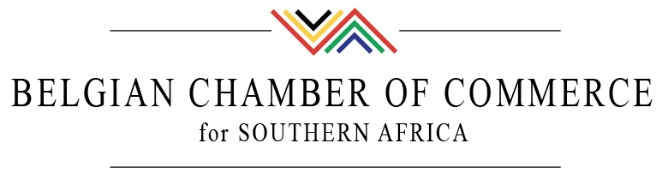 BELGIAN CHAMBER OF COMMERCE
for SOUTHERN AFRICA